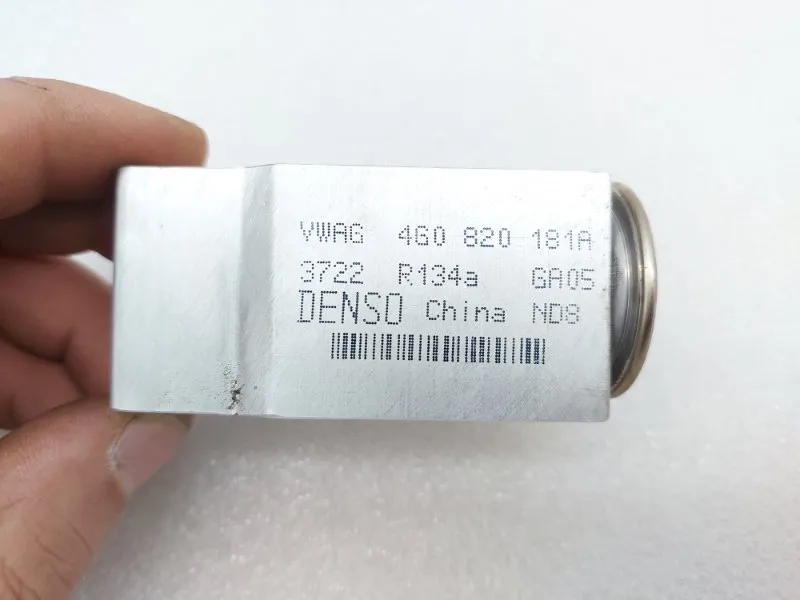 VWAG 4G0 820 181A
3722 R134a GA05
DENSO China ND8